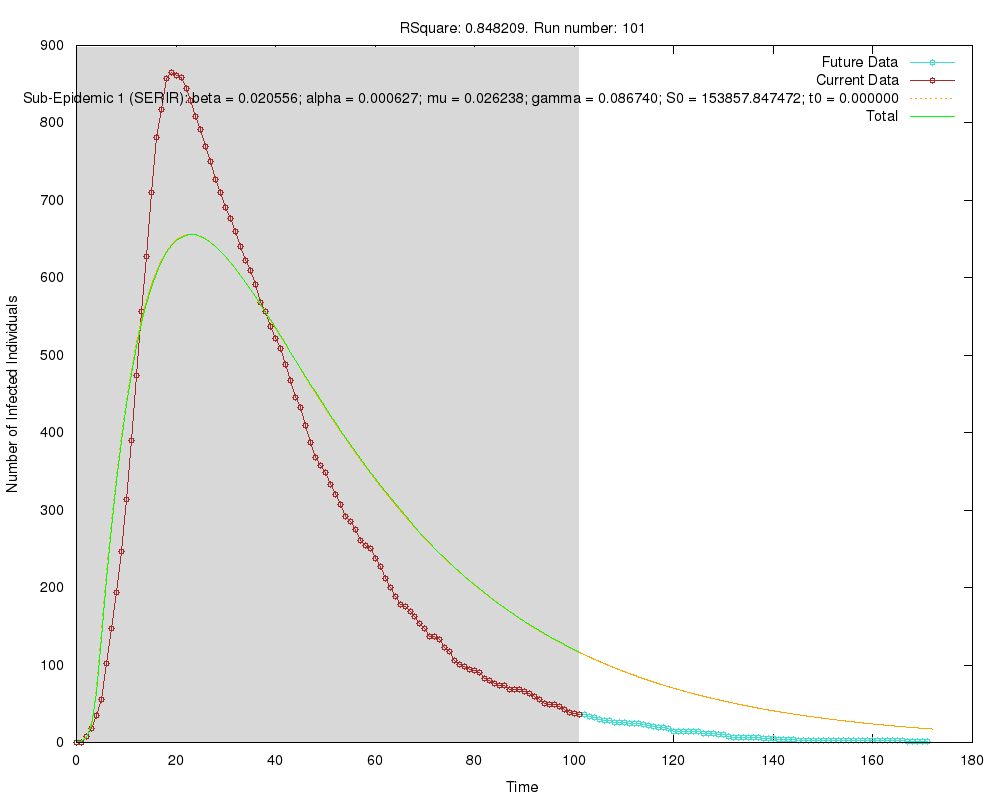 RSquare: 0.848209. Run number: 101
900
800
700
600
500
400
300
200
100
0
Number of Infected Individuals
Future Data
Current Data
Sub-Epidemic 1 (SERIR): beta = 0.020556; alpha = 0.000627; mu = 0.026238; gamma = 0.086740; S0 = 153857.847472; t0 = 0.000000
Total
0 20 40 60 80 100 120 140 160 180
Time